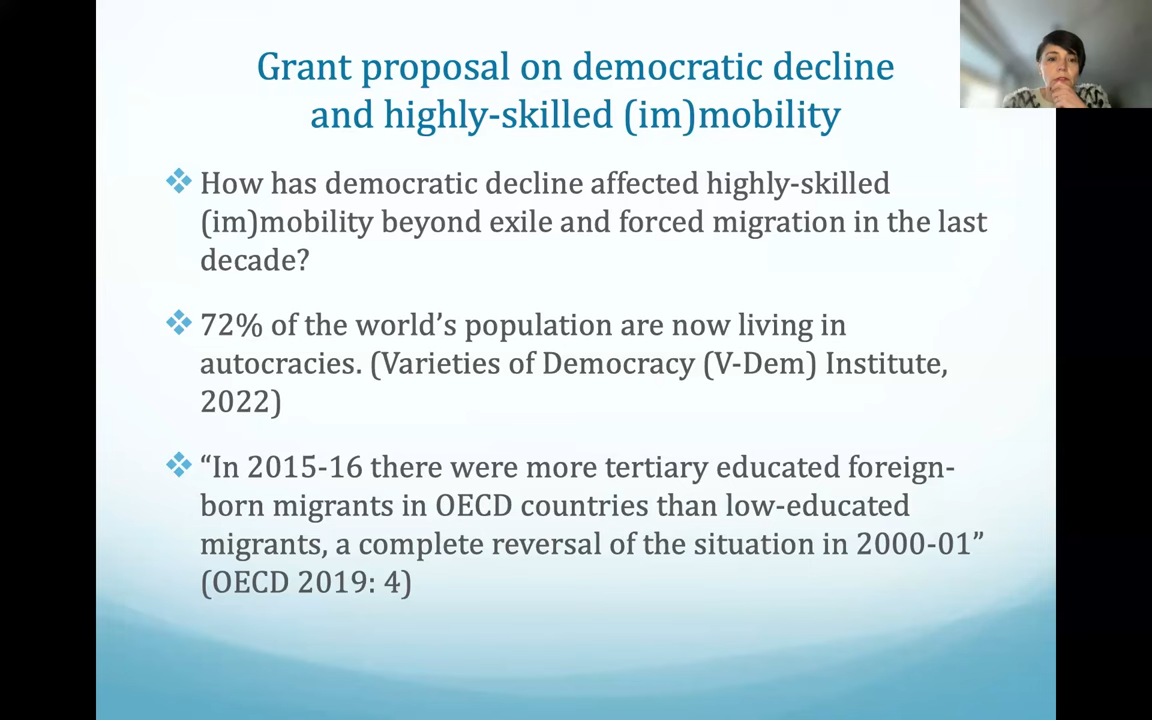 Grant proposal on democratic decline
and highly-skilled (im)mobility
How has democratic decline affected highly-skilled
(im)mobility beyond exile and forced migration in the last
decade?
72% of the world’s population are now living in
autocracies. (Varieties of Democracy (V-Dem) Institute,
2022)
“In 2015-16 there were more tertiary educated foreign-
born migrants in OECD countries than low-educated
migrants, a complete reversal of the situation in 2000-01”
(OECD 2019: 4)